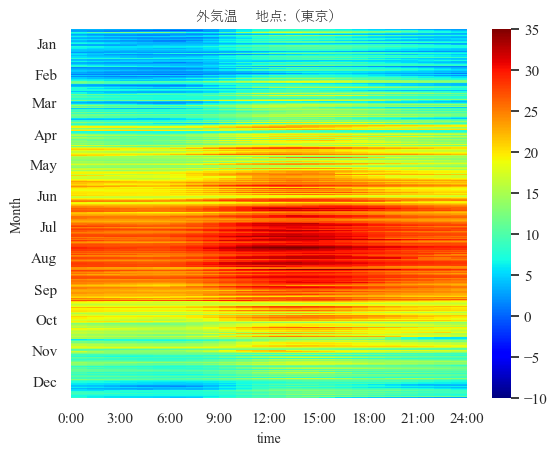 外気温　地点:（東京）
Month
Jan
Feb
Mar
Apr
May
Jun
Jul
Aug
Sep
Oct
Nov
Dec
0:00 3:00 6:00 9:00 12:00 15:00 18:00 21:00 24:00
time
35
30
25
20
15
10
5
0
−5
−10